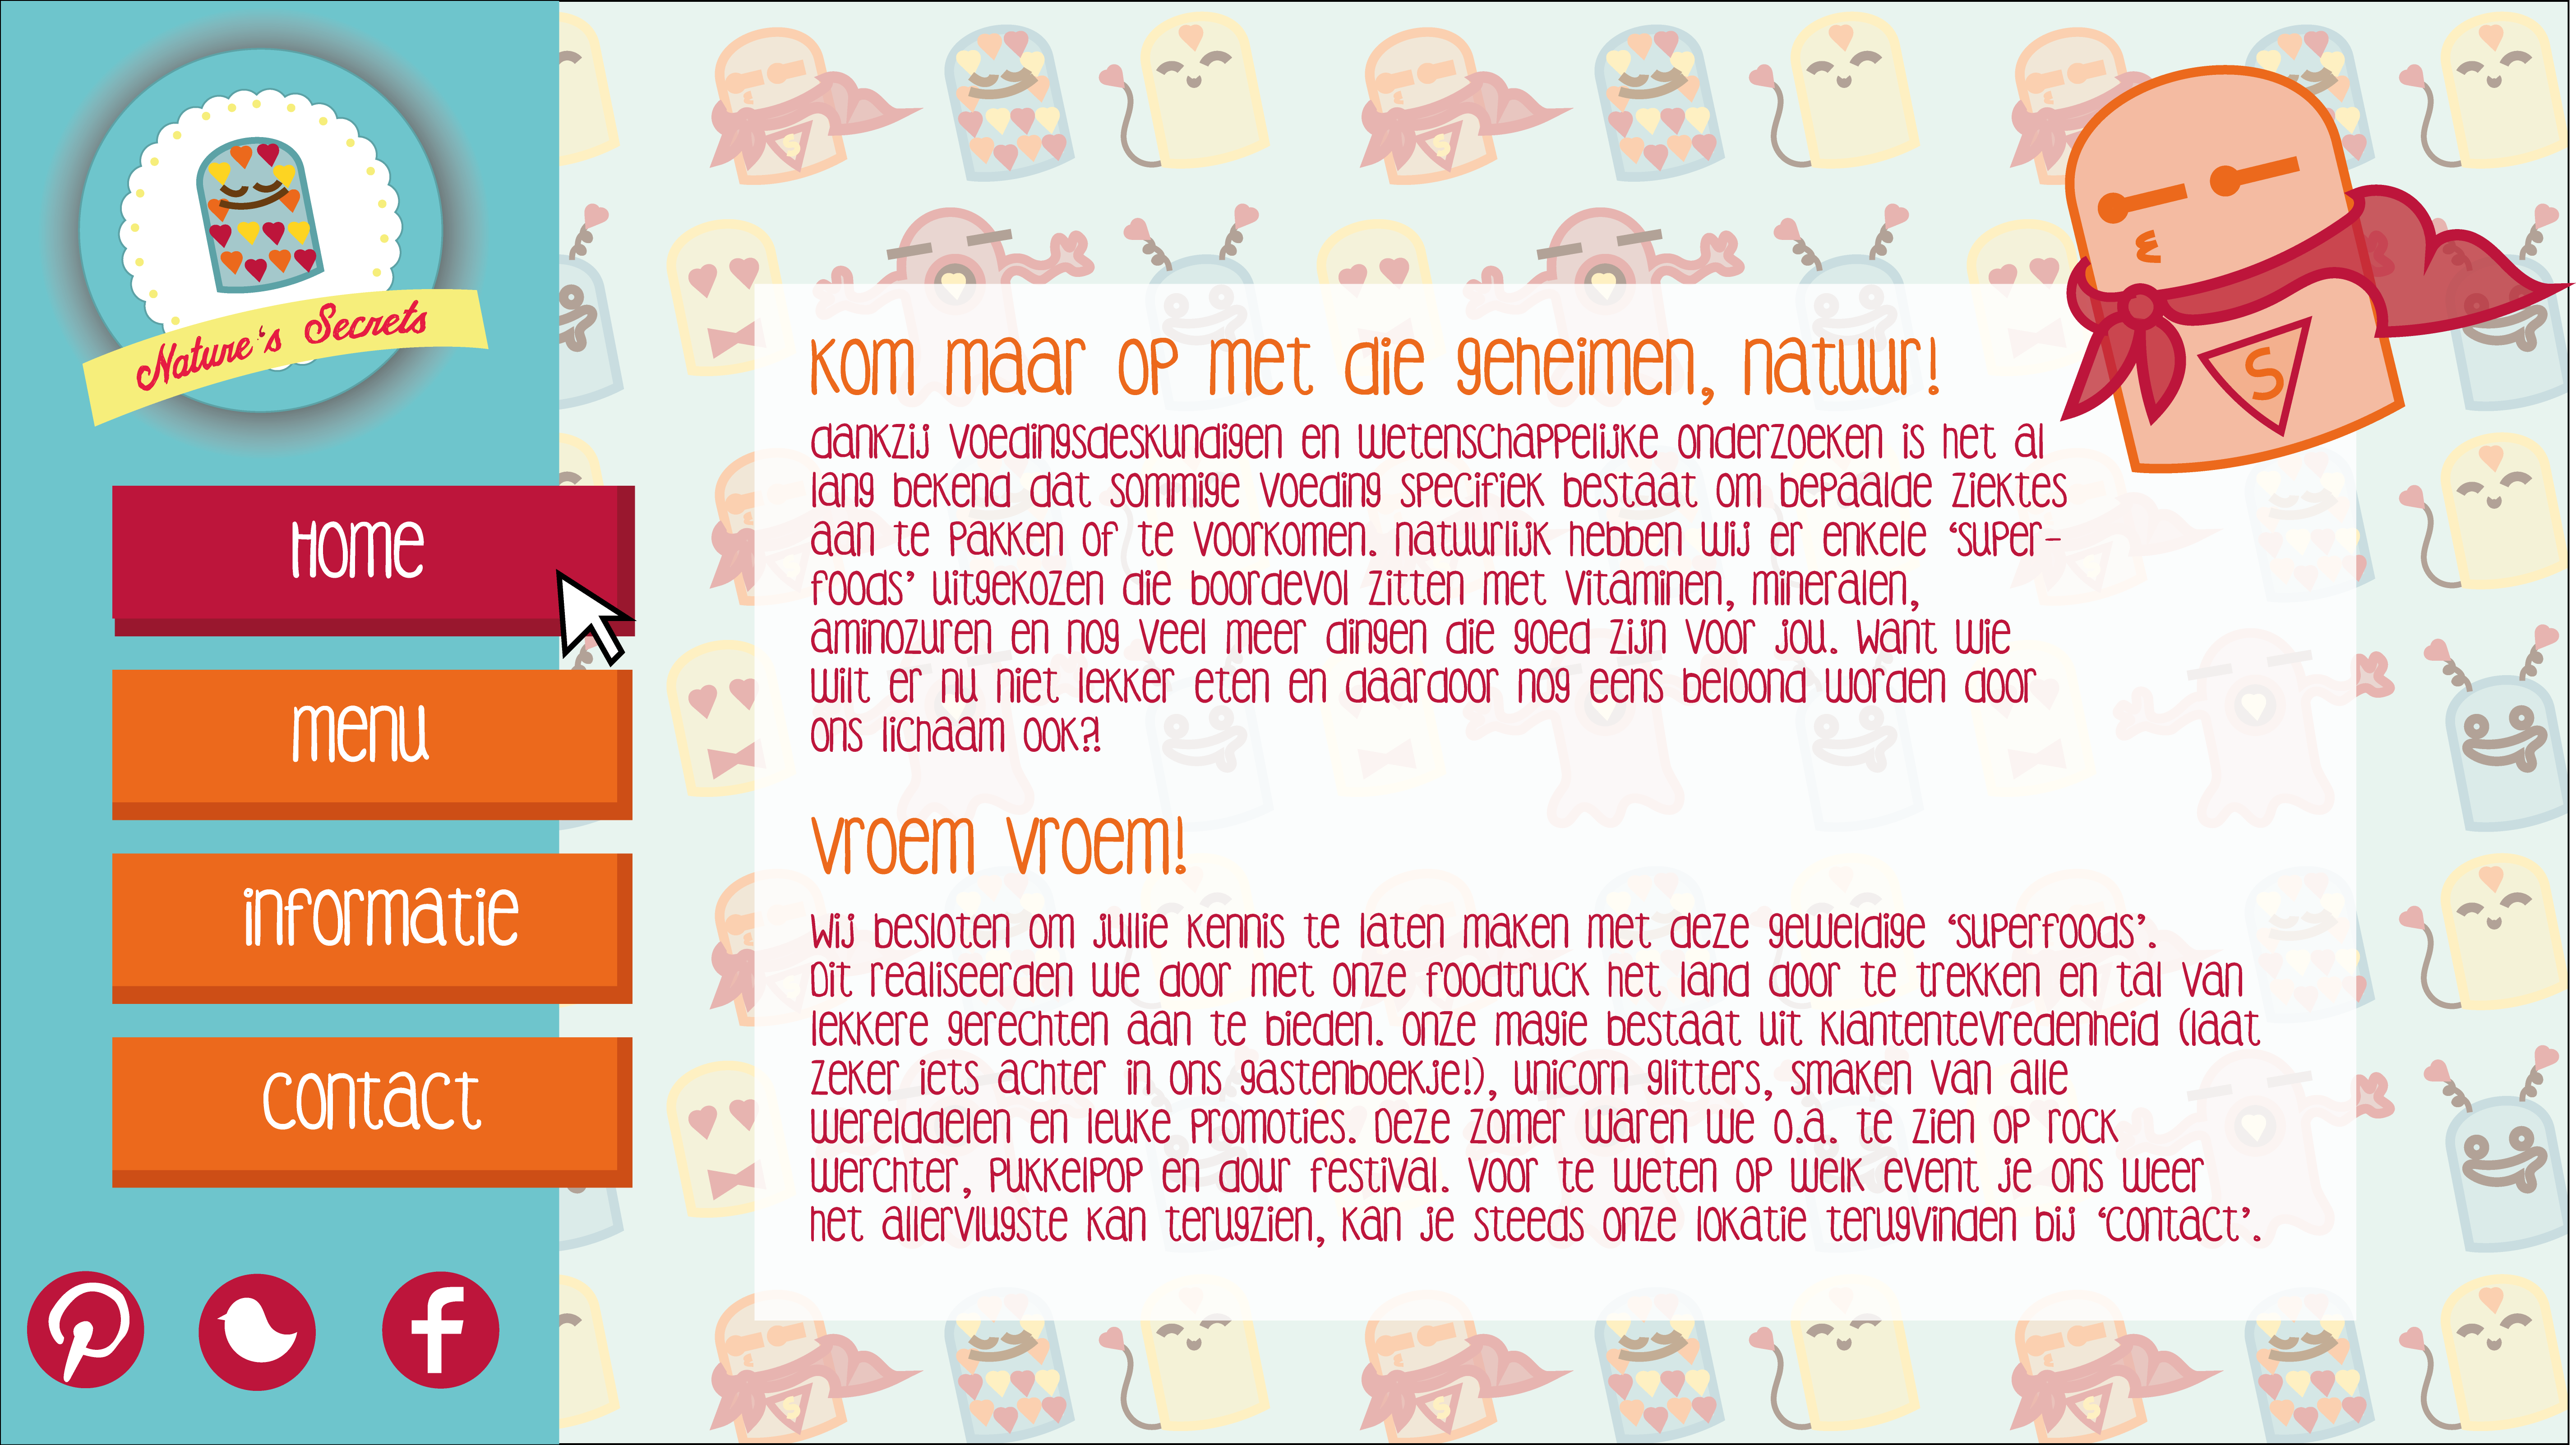 Nature's Secrets
Home
menu
informatie
contact
Kom maar op met die geheimen, natuur!
dankzij voedingsdeskundigen en wetenschappelijke onderzoeken is het al
lang bekend dat sommige voeding specifiek bestaat om bepaalde ziektes
aan te pakken of te voorkomen. natuurlijk hebben wij er enkele ‘super-
foods’ uitgekozen die boordevol zitten met vitaminen, mineralen,
aminozuren en nog veel meer dingen die goed zijn voor jou. Want wie
wilt er nu niet lekker eten en daardoor nog eens beloond worden door
ons lichaam ook?!
S
Vroem Vroem!
Wij besloten om jullie kennis te laten maken met deze geweldige ‘superfoods’.
Dit realiseerden we door met onze foodtruck het land door te trekken en tal van
lekkere gerechten aan te bieden. Onze magie bestaat uit klantentevredenheid (laat
zeker iets achter in ons gastenboekje!), unicorn glitters, smaken van alle
werelddelen en leuke promoties. Deze zomer waren we o.a. te zien op rock
werchter, pukkelpop en dour festival. Voor te weten op welk event je ons weer
het allervlugste kan terugzien, kan je steeds onze lokatie terugvinden bij ‘contact’.